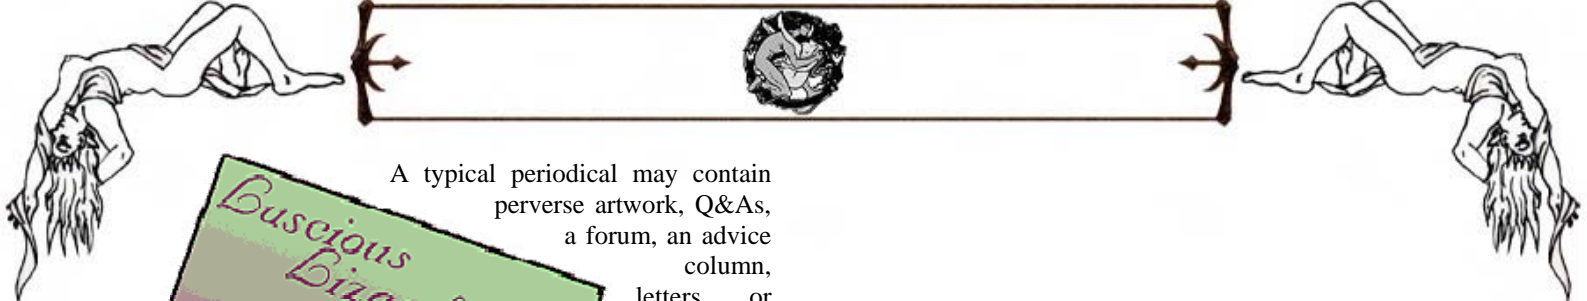 A typical periodical may contain
perverse artwork, Q&As,
a forum, an advice
column,
letters or
Luscious